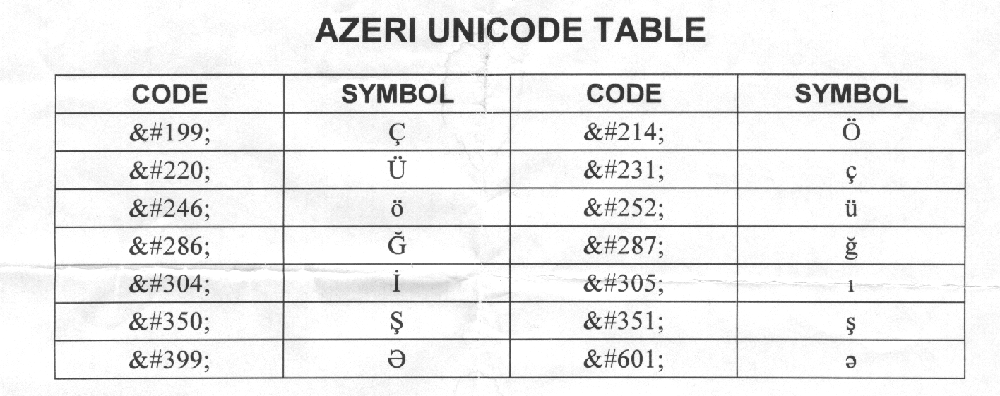 AZERI UNICODE TABLE
CODE SYMBOL CODE SYMBOL
&#199; Ç &#214; Ö
&#220; Ü &#231; ç
&#246; ö &#252; ü
&#286; Ğ &#287; ğ
&#304; İ &#305; ı
&#350; Ş &#351; ş
&#399; Ə &#601; ə